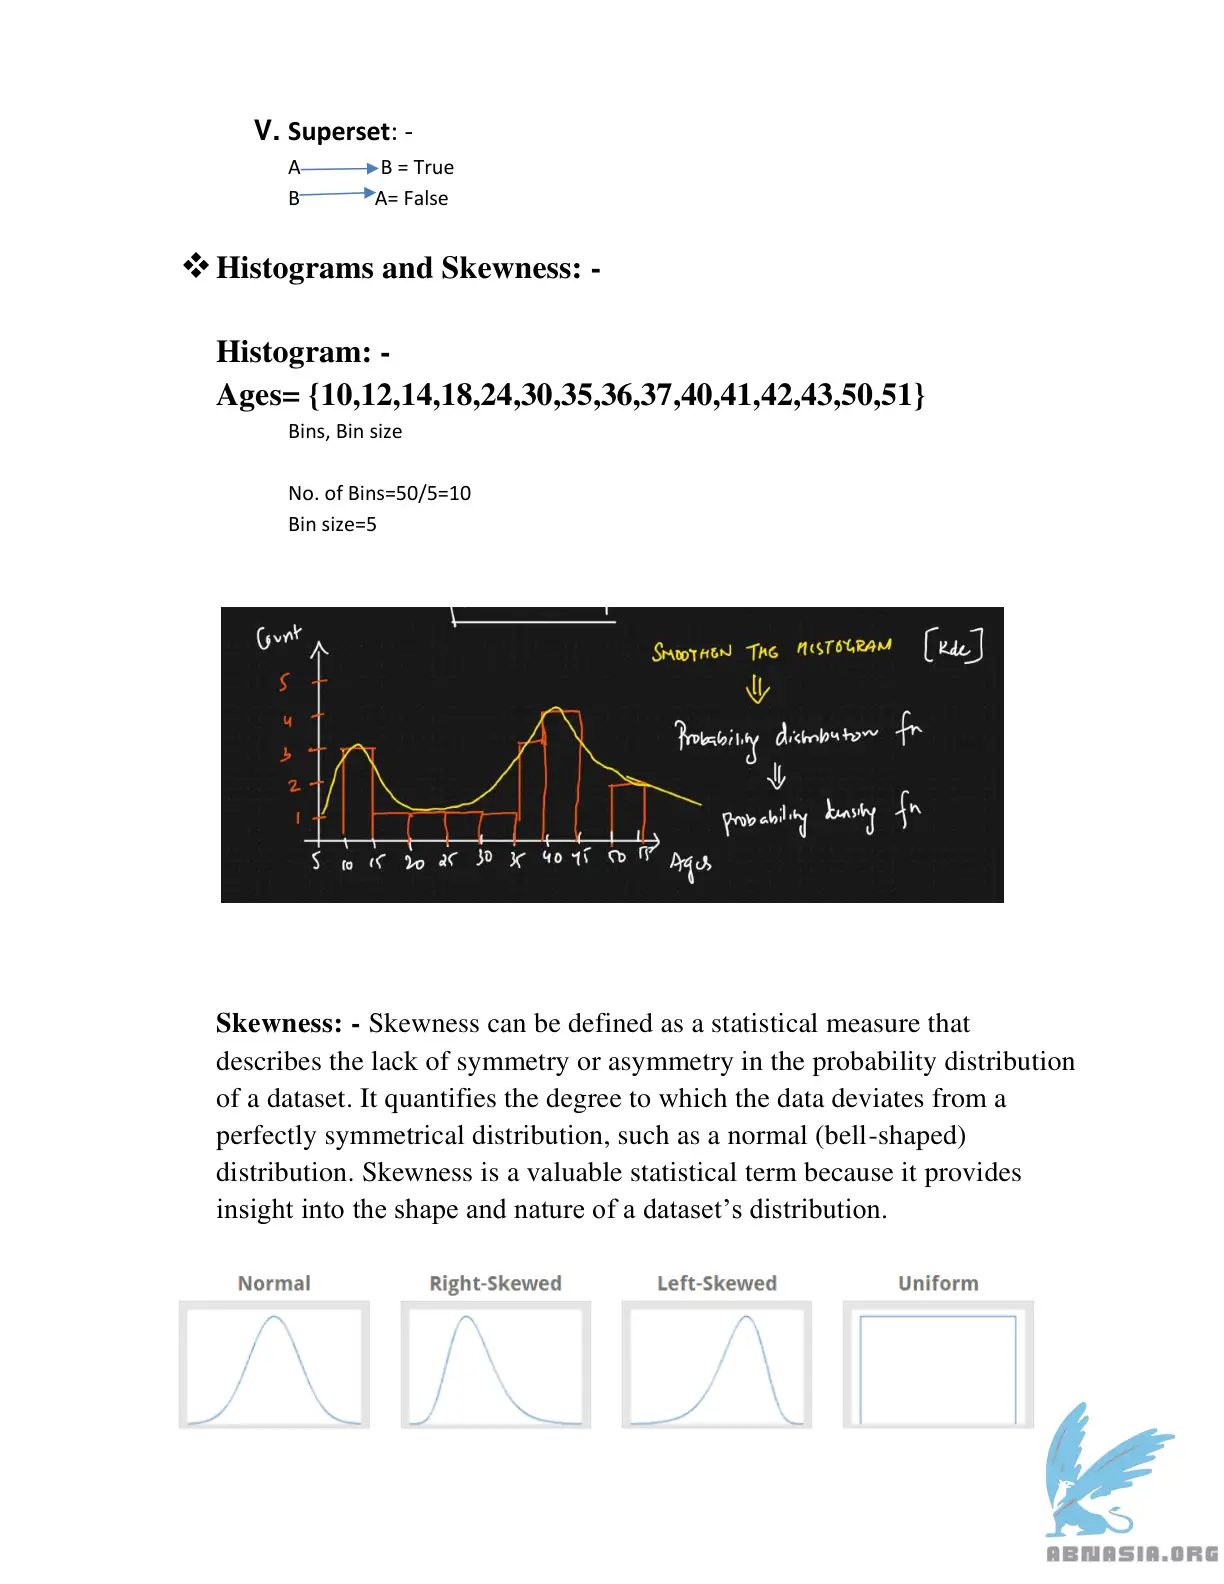 V. Superset: -
A B = True
B A= False
❖ Histograms and Skewness: -
Histogram: -
Ages= {10,12,14,18,24,30,35,36,37,40,41,42,43,50,51}
Bins, Bin size
No. of Bins=50/5=10
Bin size=5
Count
SMOOTHEN THE HISTOGRAM [Kde]
5
4
3
2
1
Probability distribution fn
Probability density fn
5 10 15 20 25 30 35 40 45 50 55 Ages
Skewness: - Skewness can be defined as a statistical measure that
describes the lack of symmetry or asymmetry in the probability distribution
of a dataset. It quantifies the degree to which the data deviates from a
perfectly symmetrical distribution, such as a normal (bell-shaped)
distribution. Skewness is a valuable statistical term because it provides
insight into the shape and nature of a dataset’s distribution.
Normal Right-Skewed Left-Skewed Uniform
ABNASIA.ORG